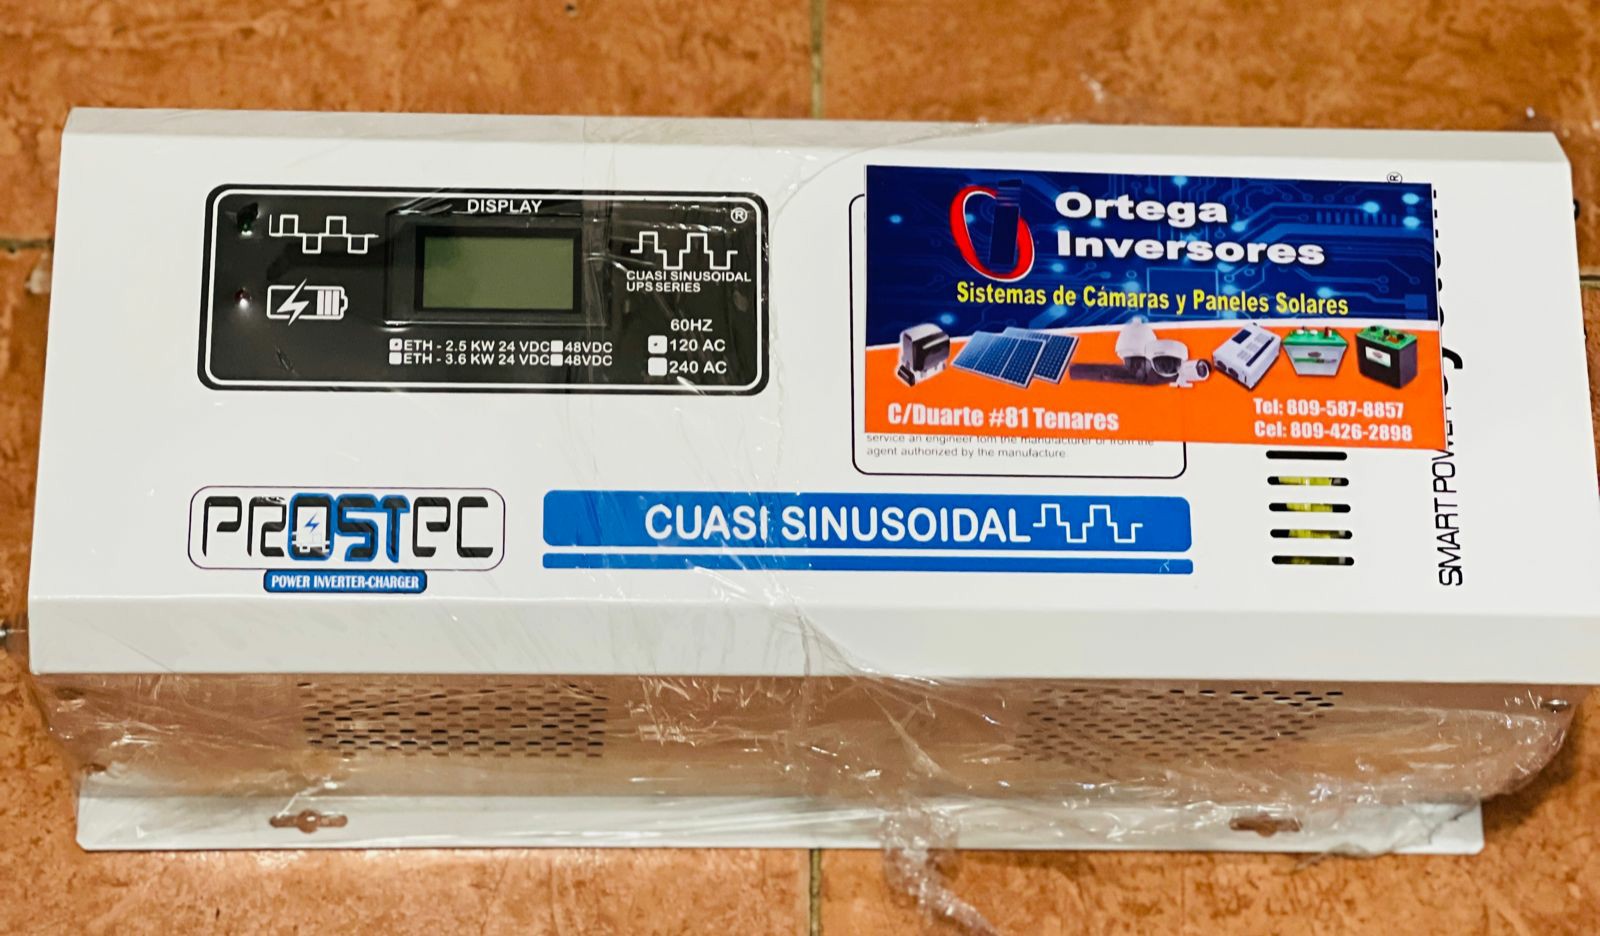 DISPLAY
®
CUASI SINUSOIDAL
UPS SERIES
60HZ
ETH - 2.5 KW 24 VDC 48VDC
120 AC
ETH - 3.6 KW 24 VDC 48VDC
240 AC
®
Ortega
Inversores
Sistemas de Cámaras y Paneles Solares
C/Duarte #81 Tenares
Tel: 809-587-8857
Cel: 809-426-2898
service an engineer fom the manufacturer or from the
agent authorized by the manufacture
PROSTEC
POWER INVERTER-CHARGER
CUASI SINUSOIDAL
SMART POWER